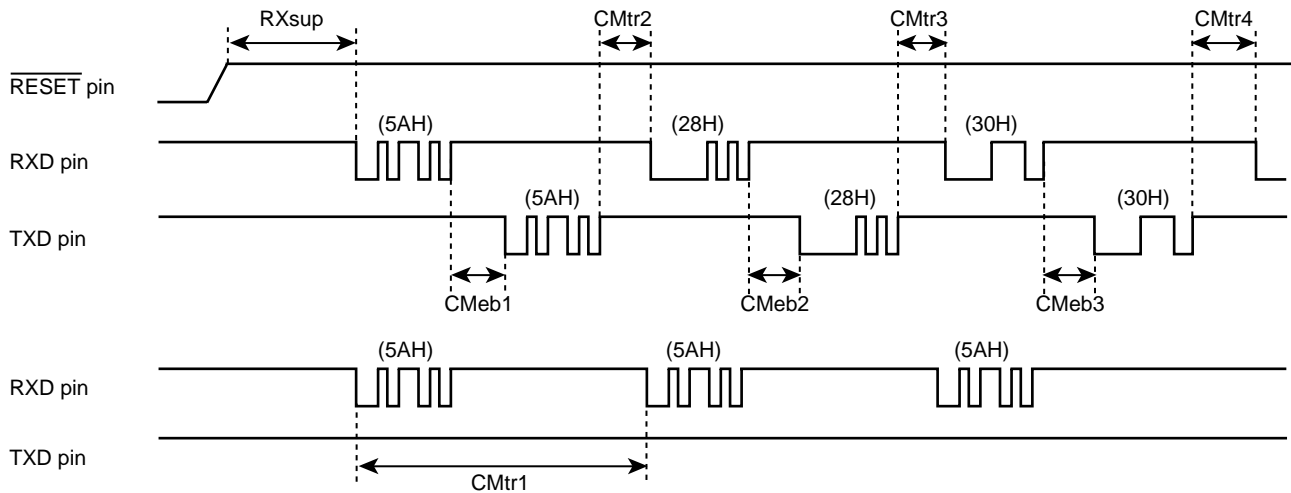 RXsup CMtr2 CMtr3 CMtr4
RESET pin
(5AH) (28H) (30H)
RXD pin
(5AH) (28H) (30H)
TXD pin
CMeb1 CMeb2 CMeb3
(5AH) (5AH) (5AH)
RXD pin
TXD pin
CMtr1